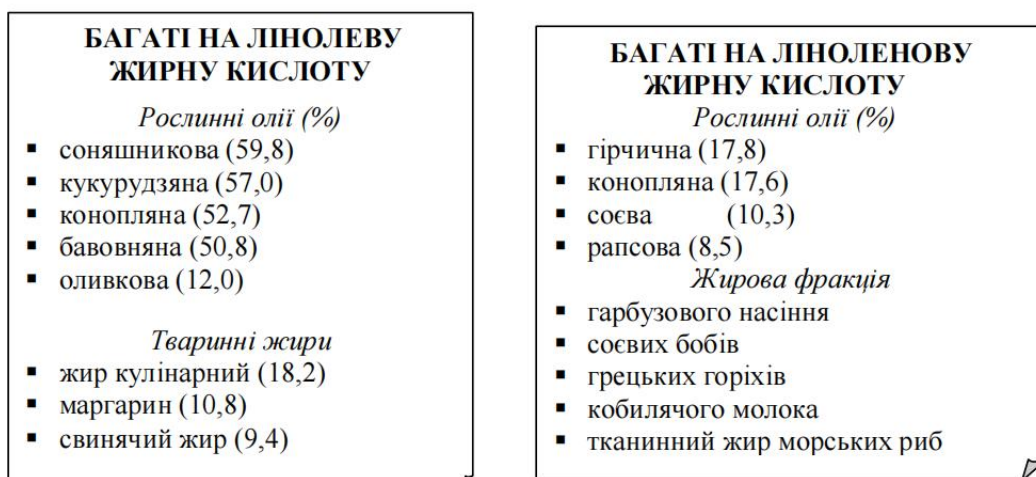 БАГАТІ НА ЛІНОЛЕВУ
ЖИРНУ КИСЛОТУ
Рослинні олії (%)
▪ соняшникова (59,8)
▪ кукурудзяна (57,0)
▪ конопляна (52,7)
▪ бавовняна (50,8)
▪ оливкова (12,0)
Тваринні жири
▪ жир кулінарний (18,2)
▪ маргарин (10,8)
▪ свинячий жир (9,4)
БАГАТІ НА ЛІНОЛЕНОВУ
ЖИРНУ КИСЛОТУ
Рослинні олії (%)
▪ гірчична (17,8)
▪ конопляна (17,6)
▪ соєва (10,3)
▪ рапсова (8,5)
Жирова фракція
▪ гарбузового насіння
▪ соєвих бобів
▪ грецьких горіхів
▪ кобилячого молока
▪ тканинний жир морських риб